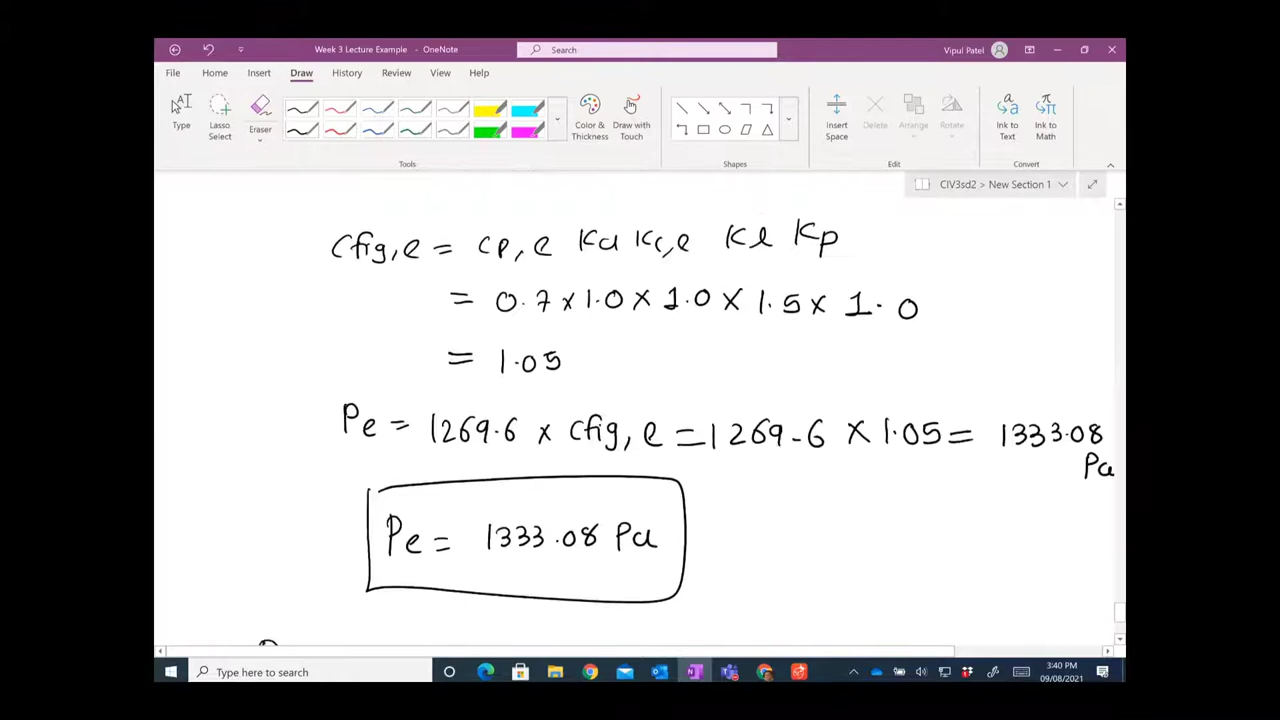 Week 3 Lecture Example - OneNote
Search
Vipul Patel
File Home Insert Draw History Review View Help
Type
Lasso Select
Eraser
Color & Thickness
Draw with Touch
Insert Space
Delete
Arrange
Rotate
Ink to Text
Ink to Math
Tools
Shapes
Edit
Convert
CIV3sd2 > New Section 1
Cfig,e = Cp,e Ka Kc,e Kl Kp
= 0.7 x 1.0 x 1.0 x 1.5 x 1.0
= 1.05
Pe = 1269.6 x Cfig,e = 1269.6 x 1.05 = 1333.08
Pa
Pe = 1333.08 Pa
Type here to search
3:40 PM
09/08/2021